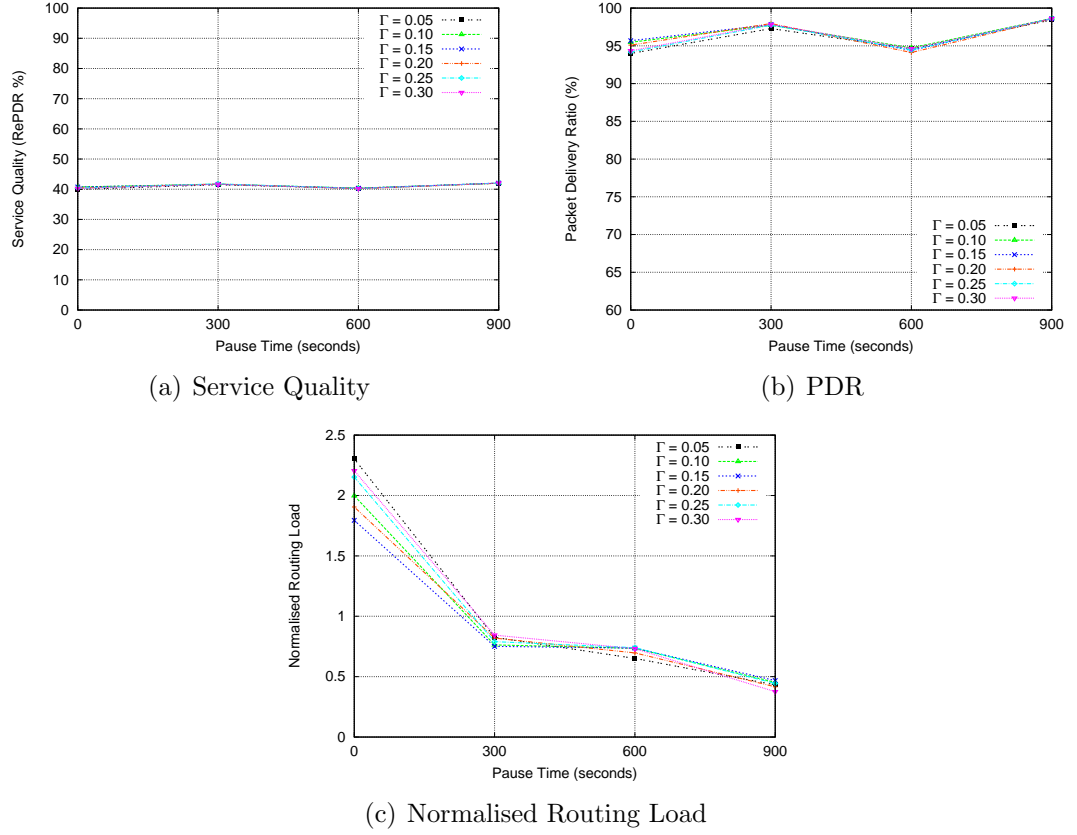 100
90
80
70
60
50
40
30
20
10
0
Service Quality (RePDR %)
Γ = 0.05
Γ = 0.10
Γ = 0.15
Γ = 0.20
Γ = 0.25
Γ = 0.30
0 300 600 900
Pause Time (seconds)
(a) Service Quality
100
95
90
85
80
75
70
65
60
Packet Delivery Ratio (%)
Γ = 0.05
Γ = 0.10
Γ = 0.15
Γ = 0.20
Γ = 0.25
Γ = 0.30
0 300 600 900
Pause Time (seconds)
(b) PDR
2.5
2
1.5
1
0.5
0
Normalised Routing Load
Γ = 0.05
Γ = 0.10
Γ = 0.15
Γ = 0.20
Γ = 0.25
Γ = 0.30
0 300 600 900
Pause Time (seconds)
(c) Normalised Routing Load